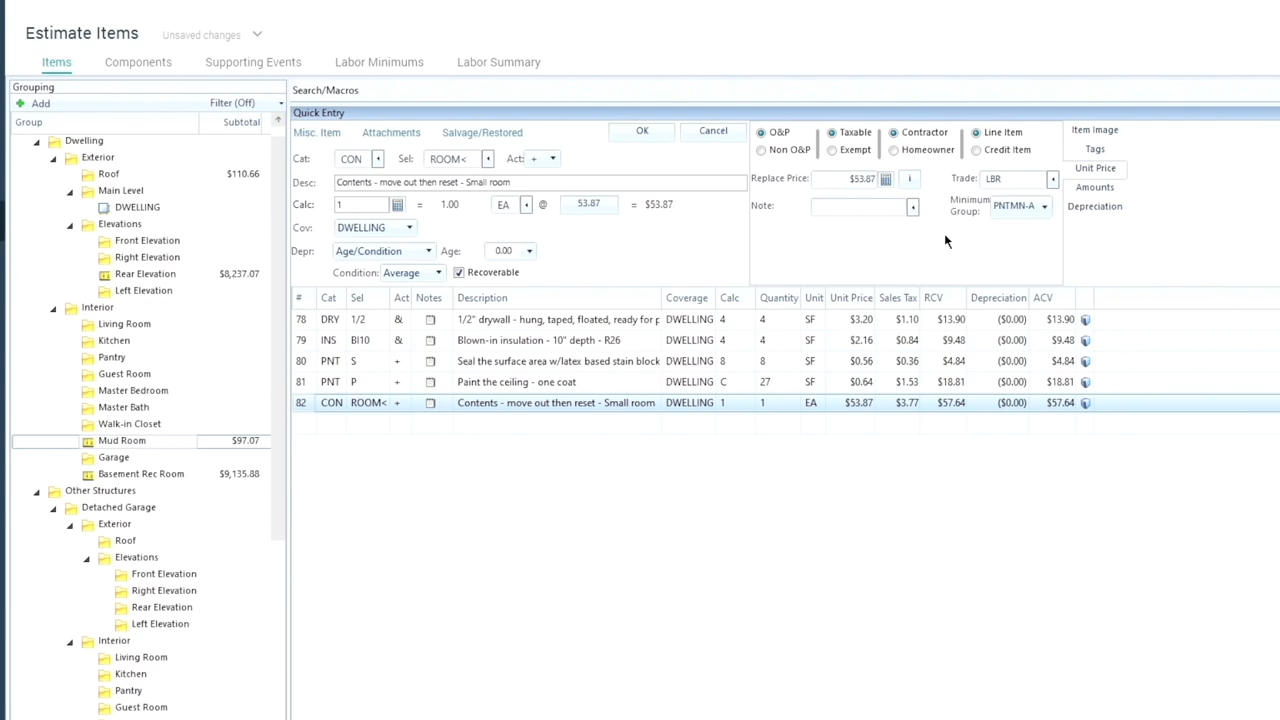 Estimate Items Unsaved changes
Items Components Supporting Events Labor Minimums Labor Summary
Grouping
Add Filter (Off)
Group Subtotal
Dwelling
Exterior
Roof $110.66
Main Level
DWELLING
Elevations
Front Elevation
Right Elevation
Rear Elevation $8,237.07
Left Elevation
Interior
Living Room
Kitchen
Pantry
Guest Room
Master Bedroom
Master Bath
Walk-in Closet
Mud Room $97.07
Garage
Basement Rec Room $9,135.88
Other Structures
Detached Garage
Exterior
Roof
Elevations
Front Elevation
Right Elevation
Rear Elevation
Left Elevation
Interior
Living Room
Kitchen
Pantry
Guest Room
Search/Macros
Quick Entry
Misc. Item Attachments Salvage/Restored OK Cancel
Cat: CON Sel: ROOM< Act: +
Desc: Contents - move out then reset - Small room
Calc: 1 = 1.00 EA @ 53.87 = $53.87
Cov: DWELLING
Depr: Age/Condition Age: 0.00
Condition: Average Recoverable
O&P Taxable Contractor Line Item
Non O&P Exempt Homeowner Credit Item
Replace Price: $53.87 i Trade: LBR
Note: Minimum Group: PNTMN-A
Item Image
Tags
Unit Price
Amounts
Depreciation
# Cat Sel Act Notes Description Coverage Calc Quantity Unit Unit Price Sales Tax RCV Depreciation ACV
78 DRY 1/2 & 1/2" drywall - hung, taped, floated, ready for p DWELLING 4 4 SF $3.20 $1.10 $13.90 ($0.00) $13.90
79 INS BI10 & Blown-in insulation - 10" depth - R26 DWELLING 4 4 SF $2.16 $0.84 $9.48 ($0.00) $9.48
80 PNT S + Seal the surface area w/latex based stain block DWELLING 8 8 SF $0.56 $0.36 $4.84 ($0.00) $4.84
81 PNT P + Paint the ceiling - one coat DWELLING C 27 SF $0.64 $1.53 $18.81 ($0.00) $18.81
82 CON ROOM< + Contents - move out then reset - Small room DWELLING 1 1 EA $53.87 $3.77 $57.64 ($0.00) $57.64